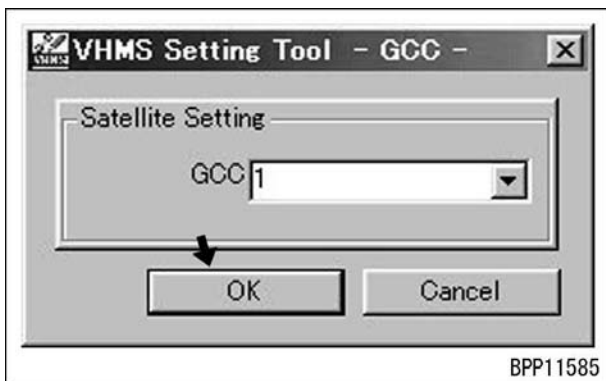 VHMS Setting Tool - GCC -
Satellite Setting
GCC 1
OK Cancel
BPP11585